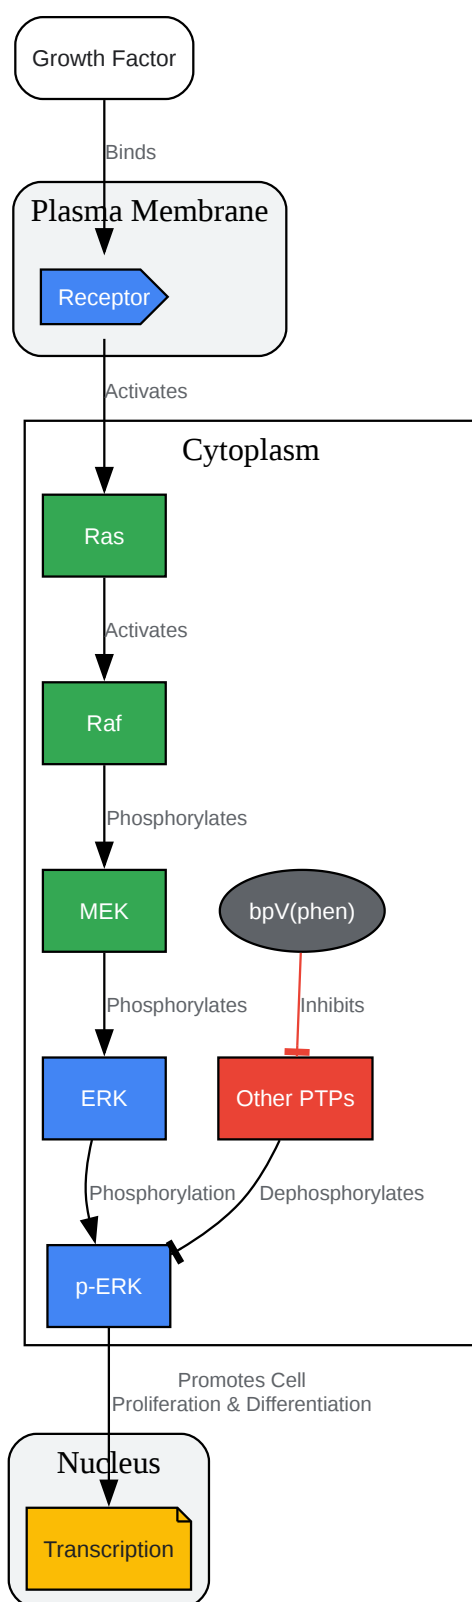 Growth Factor
Binds
Plasma Membrane
Receptor
Activates
Cytoplasm
Ras
Activates
Raf
Phosphorylates
MEK
bpV(phen)
Phosphorylates
Inhibits
ERK
Other PTPs
Phosphorylation
Dephosphorylates
p-ERK
Promotes Cell
Proliferation & Differentiation
Nucleus
Transcription